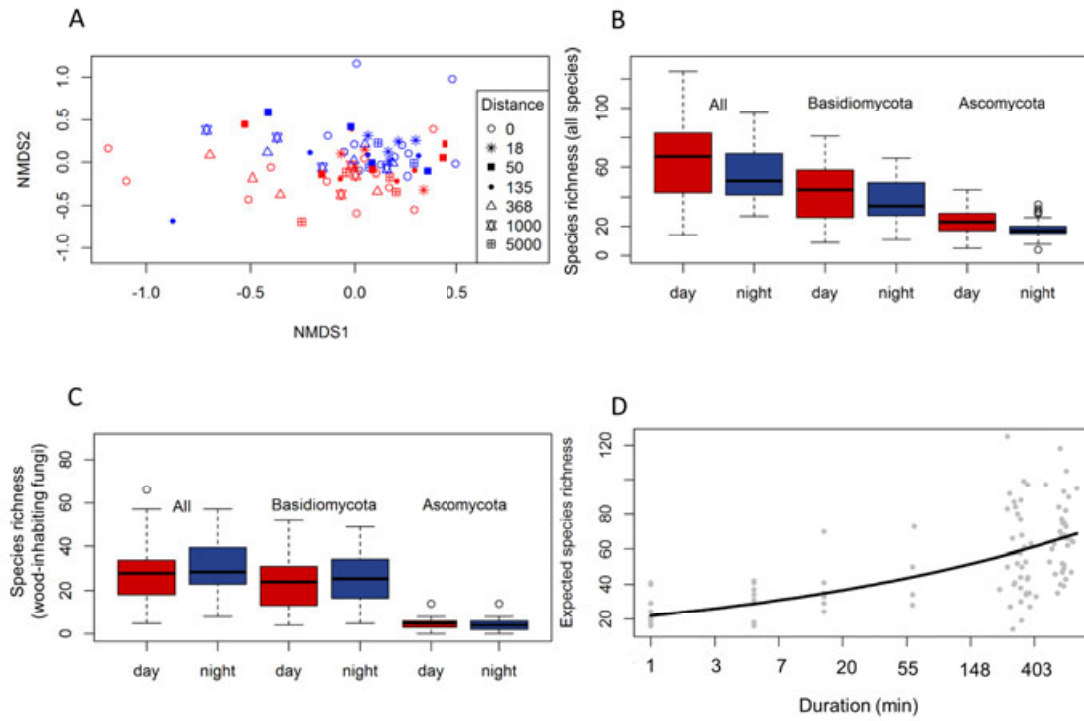 A
NMDS2
1.0
0.5
0.0
-0.5
-1.0
-1.0
-0.5
0.0
0.5
NMDS1
Distance
0
18
50
135
368
1000
5000
B
Species richness (all species)
100
60
20
0
All
Basidiomycota
Ascomycota
day
night
day
night
day
night
C
Species richness
(wood-inhabiting fungi)
80
60
40
20
0
All
Basidiomycota
Ascomycota
day
night
day
night
day
night
D
Expected species richness
120
100
80
60
40
20
1
3
7
20
55
148
403
Duration (min)